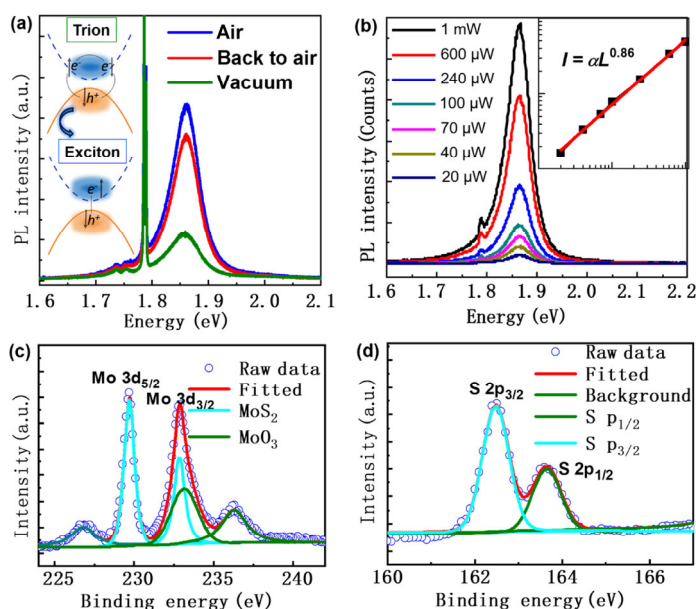 (a)
Trion
e⁻ e⁻
h⁺
Exciton
e⁻
h⁺
Air
Back to air
Vacuum
PL intensity(a.u.)
1.6 1.7 1.8 1.9 2.0 2.1
Energy(eV)
(b)
1 mW
600 μW
240 μW
100 μW
70 μW
40 μW
20 μW
I = αL^0.86
PL intensity(Counts)
1.6 1.7 1.8 1.9 2.0 2.1 2.2
Energy (eV)
(c)
Mo 3d5/2
Mo 3d3/2
Raw data
Fitted
MoS2
MoO3
Intensity(a.u.)
225 230 235 240
Binding energy(eV)
(d)
S 2p3/2
S 2p1/2
Raw data
Fitted
Background
S p1/2
S p3/2
Intensity(a.u.)
160 162 164 166
Binding energy(eV)